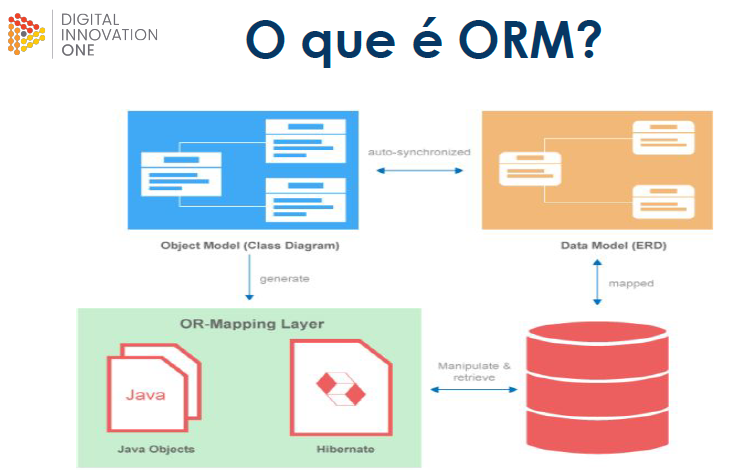 DIGITAL
INNOVATION
ONE
O que é ORM?
auto-synchronized
Object Model (Class Diagram)
Data Model (ERD)
generate
mapped
OR-Mapping Layer
Manipulate &
retrieve
Java
Java Objects
Hibernate